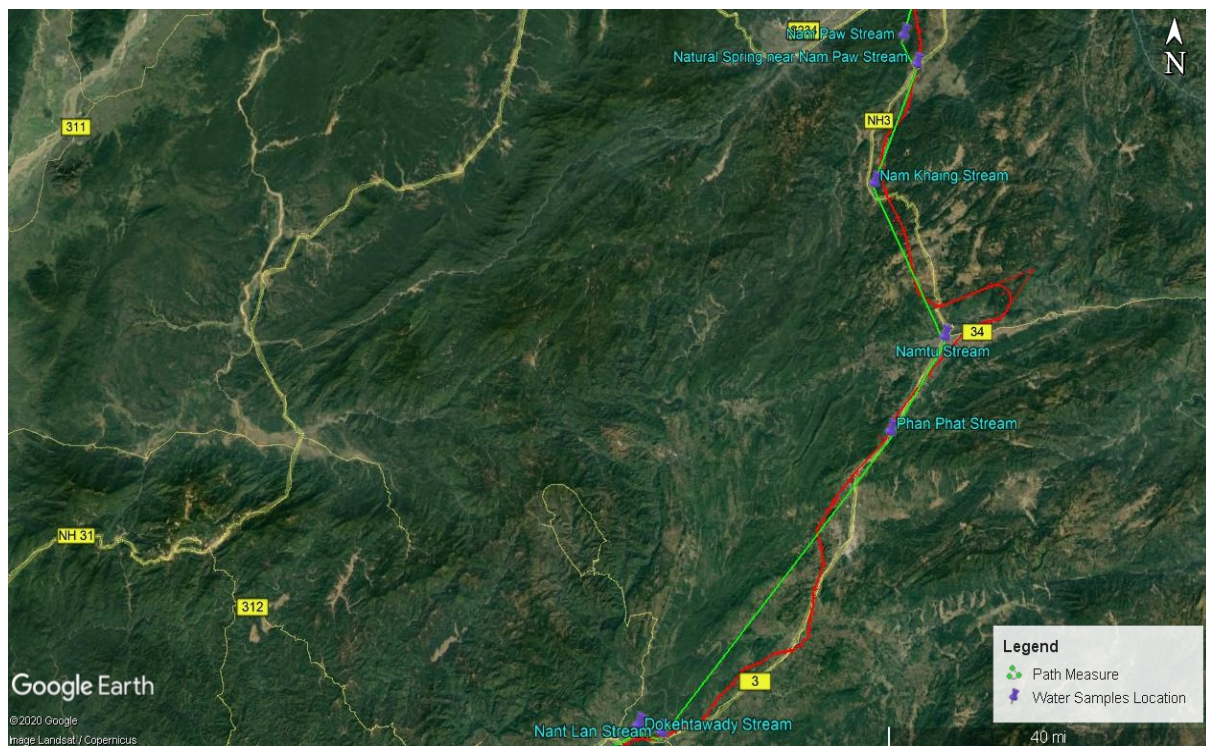 Nam Paw Stream
Natural Spring near Nam Paw Stream
N
311
NH3
Nam Khaing Stream
34
Namtu Stream
Phan Phat Stream
NH 31
312
Legend
Path Measure
Water Samples Location
3
Google Earth
Dokehtawady Stream
Nant Lan Stream
©2020 Google
Image Landsat / Copernicus
40 mi